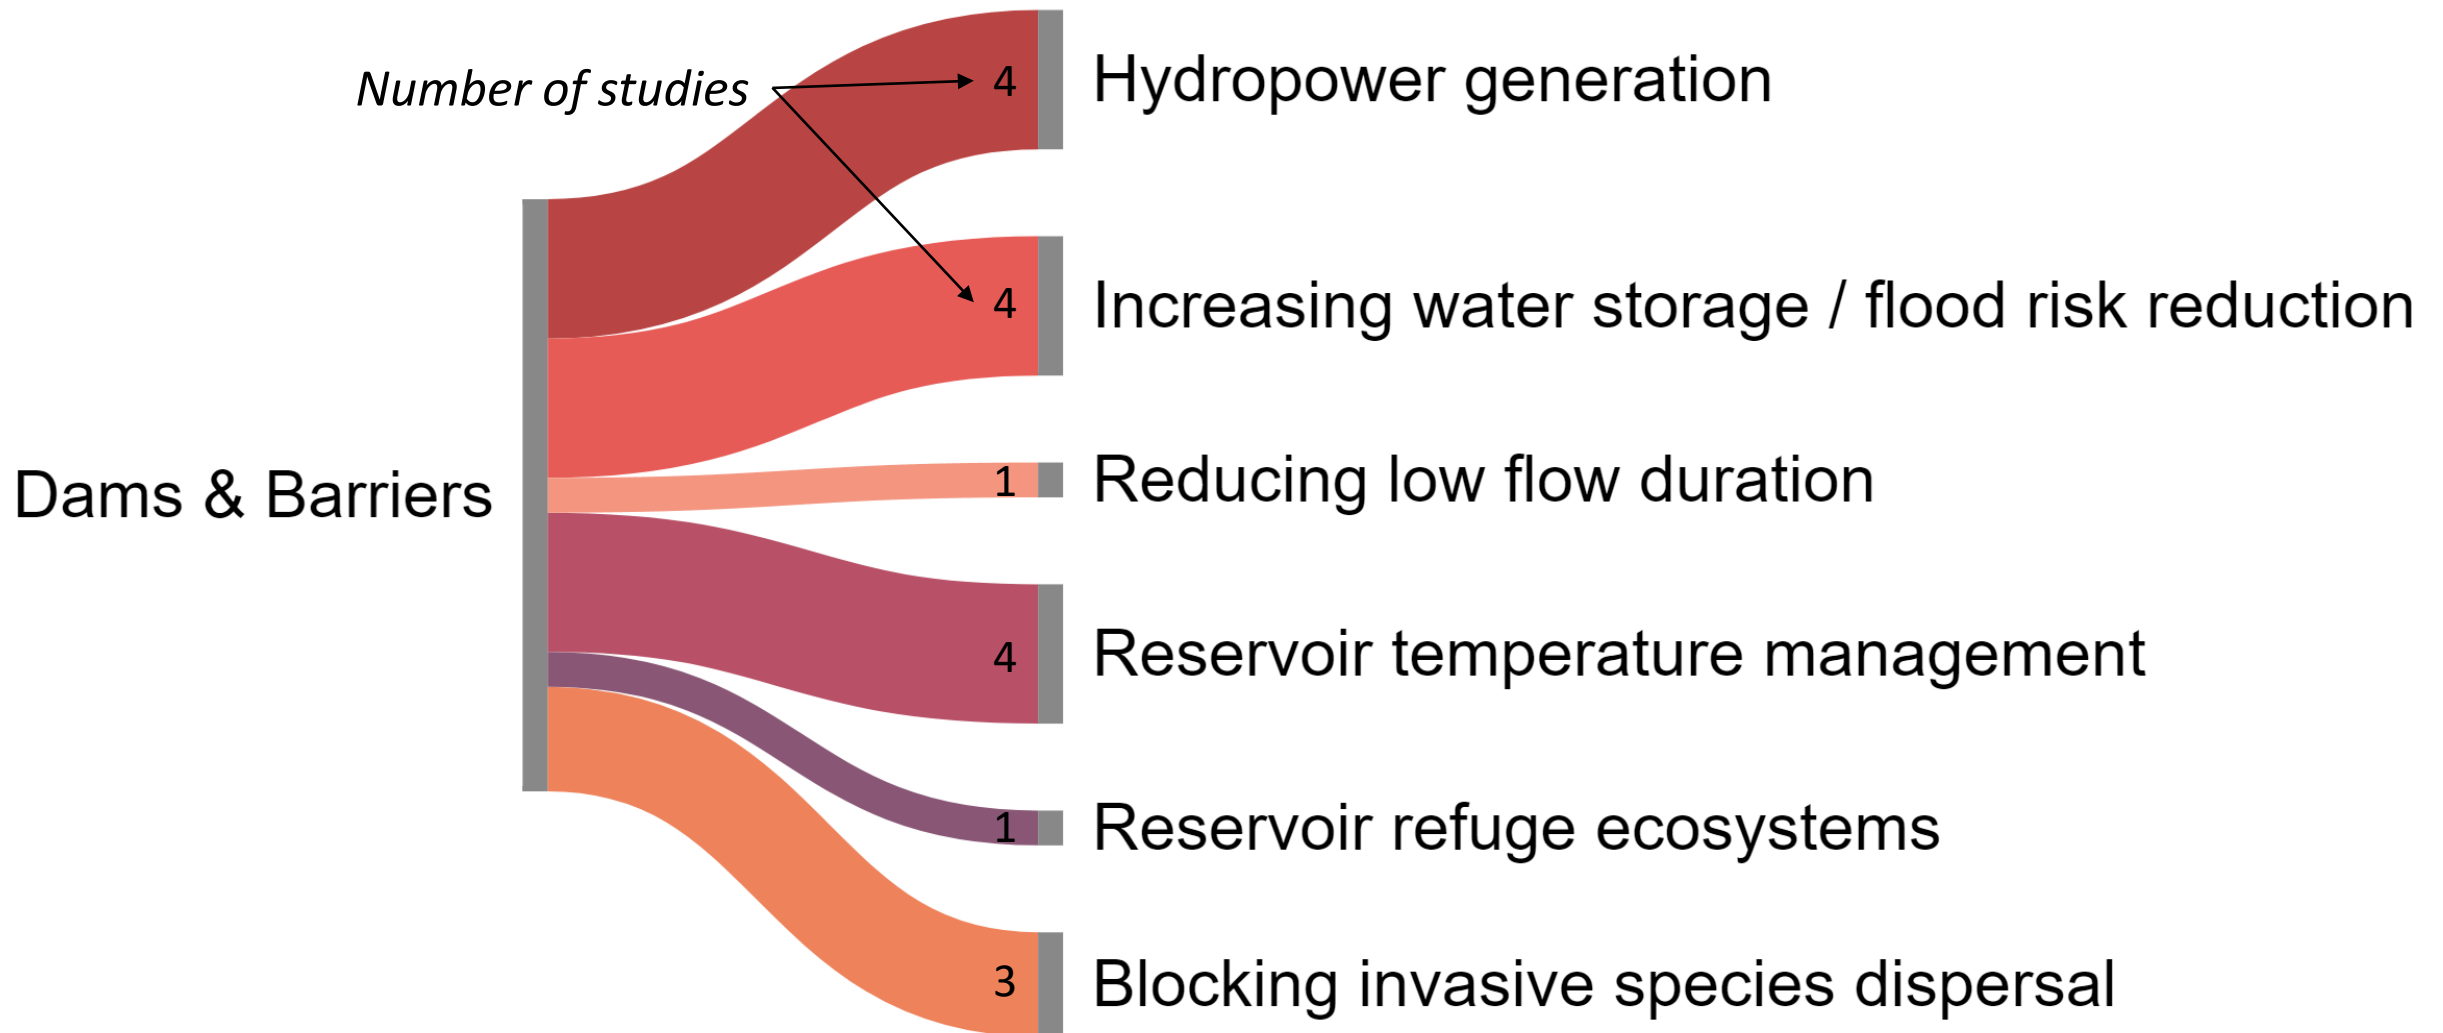 Number of studies
4 Hydropower generation
4 Increasing water storage / flood risk reduction
1 Reducing low flow duration
Dams & Barriers
4 Reservoir temperature management
1 Reservoir refuge ecosystems
3 Blocking invasive species dispersal